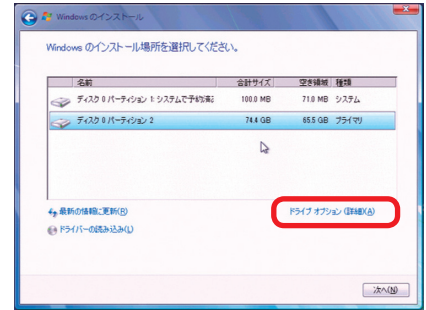 Windows のインストール
Windows のインストール場所を選択してください。
名前 合計サイズ 空き領域 種類
ディスク 0 パーティション 1: システムで予約済み 100.0 MB 71.0 MB システム
ディスク 0 パーティション 2 74.4 GB 65.5 GB プライマリ
最新の情報に更新(R)
ドライブ オプション (詳細)(A)
ドライバーの読み込み(L)
次へ(N)